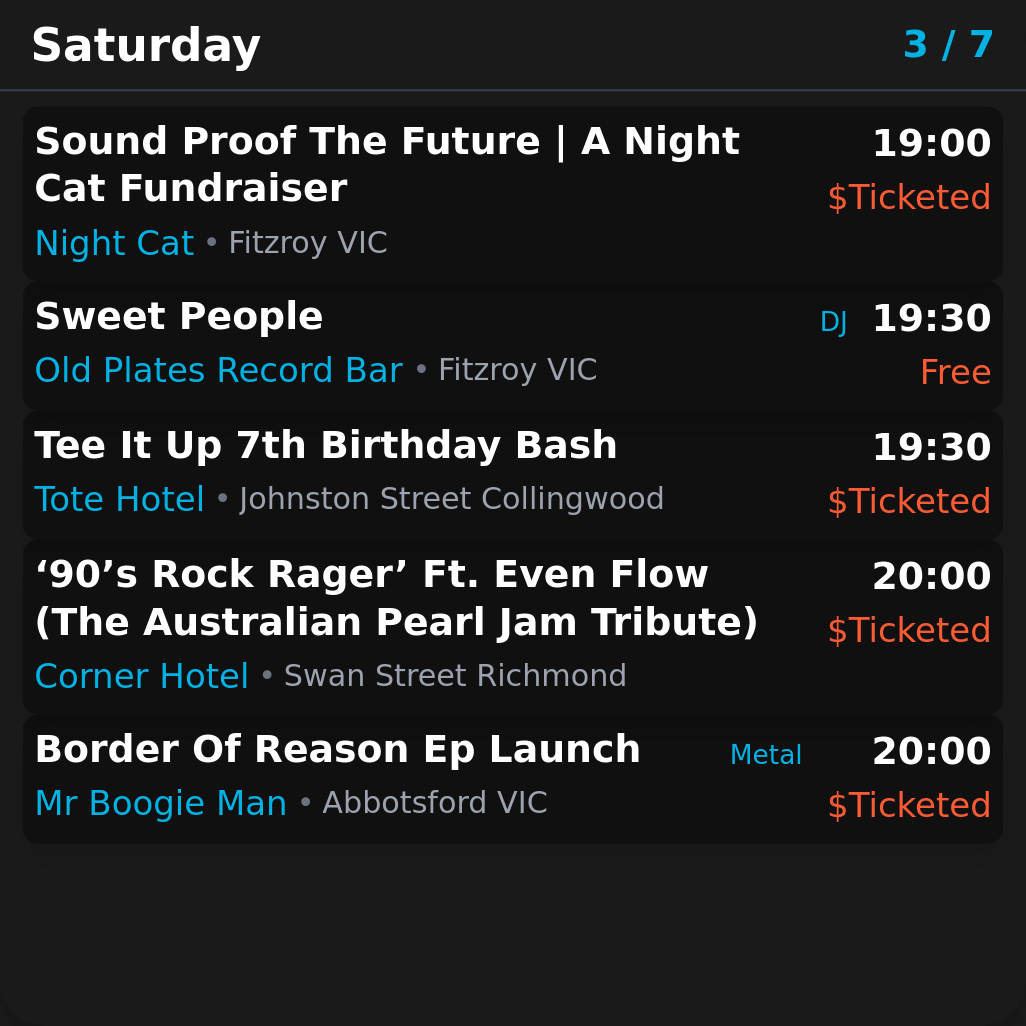 Saturday 3 / 7
Sound Proof The Future | A Night
Cat Fundraiser
19:00
$Ticketed
Night Cat • Fitzroy VIC
Sweet People
DJ 19:30
Old Plates Record Bar • Fitzroy VIC
Free
Tee It Up 7th Birthday Bash
19:30
Tote Hotel • Johnston Street Collingwood
$Ticketed
‘90’s Rock Rager’ Ft. Even Flow
(The Australian Pearl Jam Tribute)
20:00
$Ticketed
Corner Hotel • Swan Street Richmond
Border Of Reason Ep Launch
Metal 20:00
Mr Boogie Man • Abbotsford VIC
$Ticketed